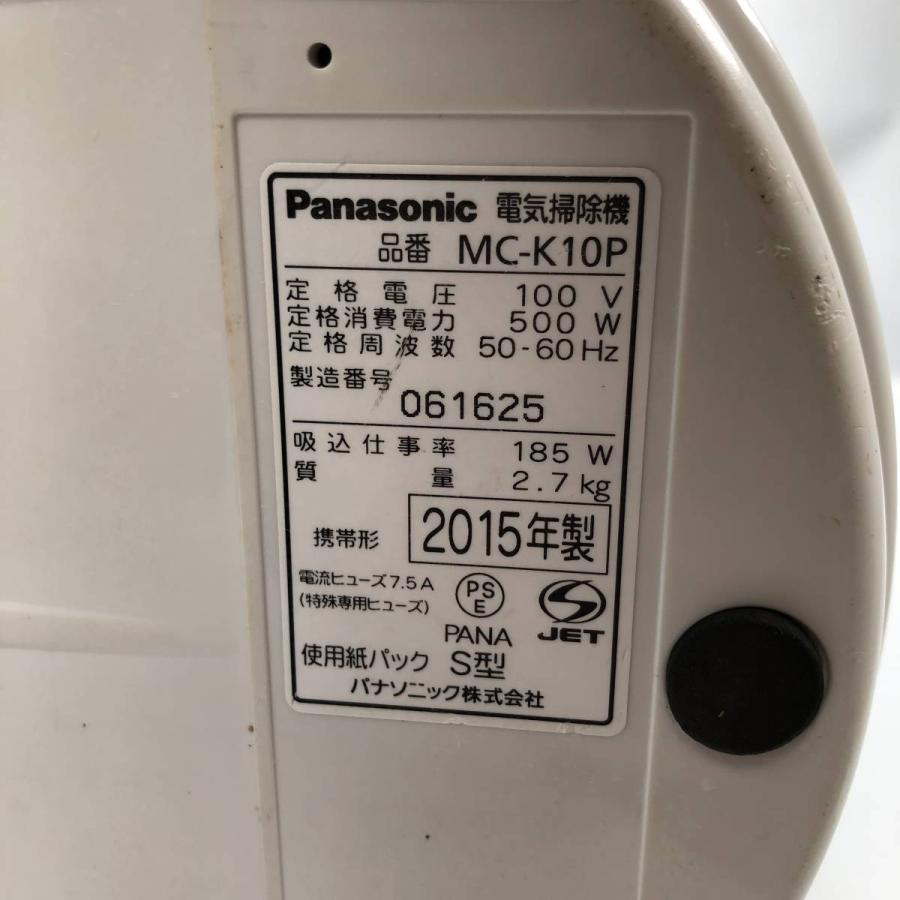 Panasonic 電気掃除機
品番 MC-K10P
定格電圧 100 V
定格消費電力 500 W
定格周波数 50-60 Hz
製造番号
061625
吸込仕事率 185 W
質量 2.7 kg
携帯形 2015年製
電流ヒューズ7.5A
(特殊専用ヒューズ)
PSE
PANA
JET
使用紙パック S型
パナソニック株式会社